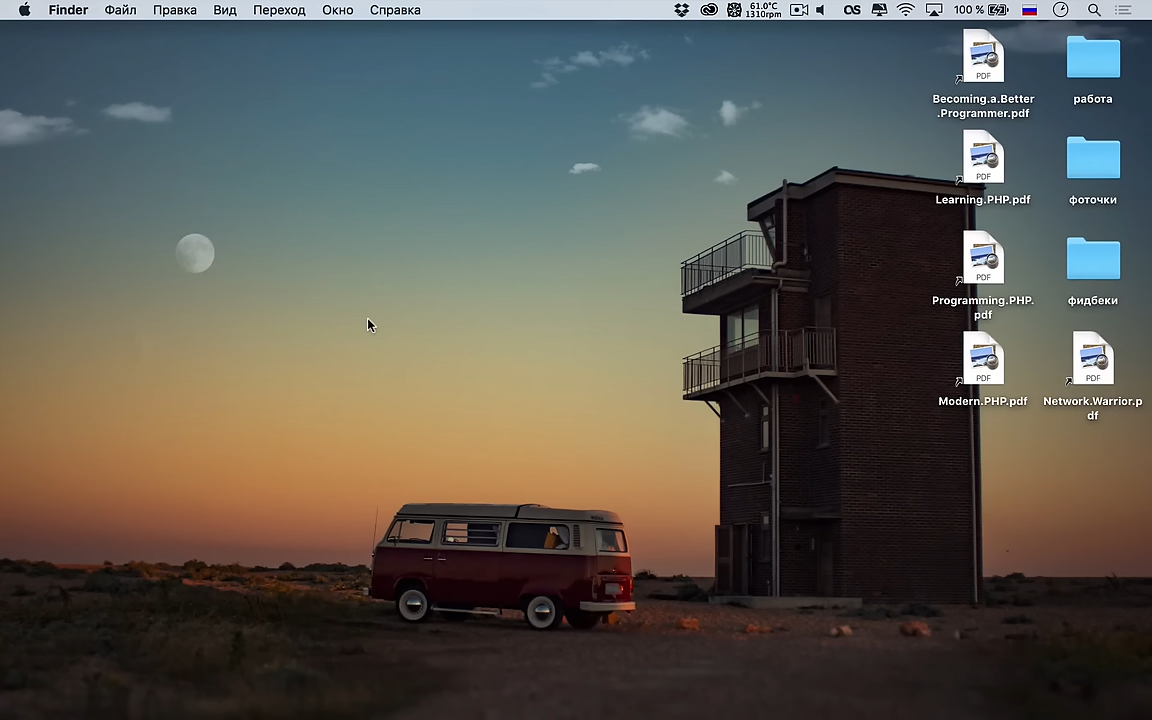 Finder Файл Правка Вид Переход Окно Справка 61.0°C 100 %
1310rpm
PDF
Becoming.a.Better
.Programmer.pdf
работа
PDF
Learning.PHP.pdf
фоточки
PDF
Programming.PHP.
pdf
фидбеки
PDF
Modern.PHP.pdf
PDF
Network.Warrior.p
df